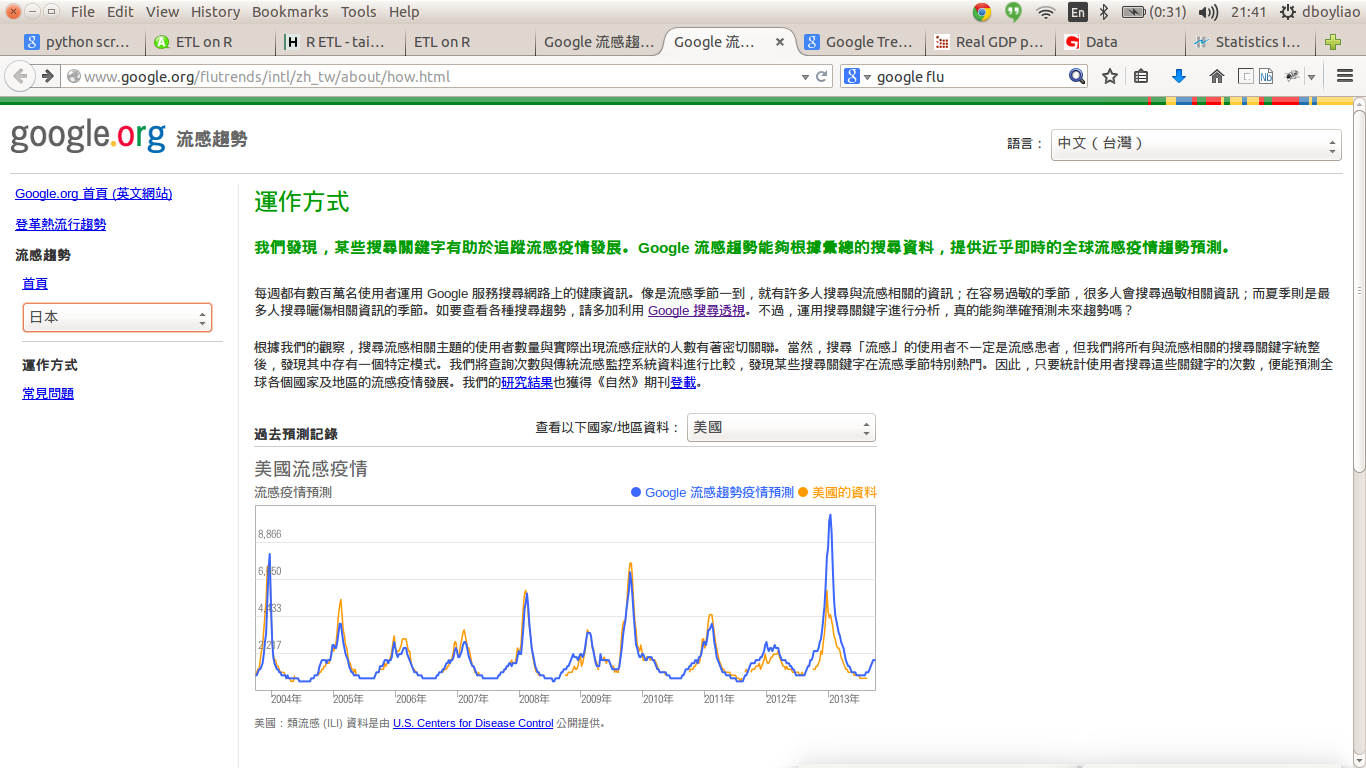 File Edit View History Bookmarks Tools Help
En (0:31) 21:41 dboyliao
python scr... ETL on R R ETL - tai... ETL on R Google 流感趨... Google 流... Google Tre... Real GDP p... Data Statistics I...
www.google.org/flutrends/intl/zh_tw/about/how.html
google flu
google.org 流感趨勢
語言： 中文（台灣）
Google.org 首頁 (英文網站)
登革熱流行趨勢
流感趨勢
首頁
日本
運作方式
常見問題
運作方式
我們發現，某些搜尋關鍵字有助於追蹤流感疫情發展。Google 流感趨勢能夠根據彙總的搜尋資料，提供近乎即時的全球流感疫情趨勢預測。
每週都有數百萬名使用者運用 Google 服務搜尋網路上的健康資訊。像是流感季節一到，就有許多人搜尋與流感相關的資訊；在容易過敏的季節，很多人會搜尋過敏相關資訊；而夏季則是最
多人搜尋曬傷相關資訊的季節。如要查看各種搜尋趨勢，請多加利用 Google 搜尋透視。不過，運用搜尋關鍵字進行分析，真的能夠準確預測未來趨勢嗎？
根據我們的觀察，搜尋流感相關主題的使用者數量與實際出現流感症狀的人數有著密切關聯。當然，搜尋「流感」的使用者不一定是流感患者，但我們將所有與流感相關的搜尋關鍵字統整
後，發現其中存有一個特定模式。我們將查詢次數與傳統流感監控系統資料進行比較，發現某些搜尋關鍵字在流感季節特別熱門。因此，只要統計使用者搜尋這些關鍵字的次數，便能預測全
球各個國家及地區的流感疫情發展。我們的研究結果也獲得《自然》期刊登載。
過去預測記錄
查看以下國家/地區資料： 美國
美國流感疫情
流感疫情預測
Google 流感趨勢疫情預測 美國的資料
8,866
6,650
4,433
2,217
2004年 2005年 2006年 2007年 2008年 2009年 2010年 2011年 2012年 2013年
美國：類流感 (ILI) 資料是由 U.S. Centers for Disease Control 公開提供。